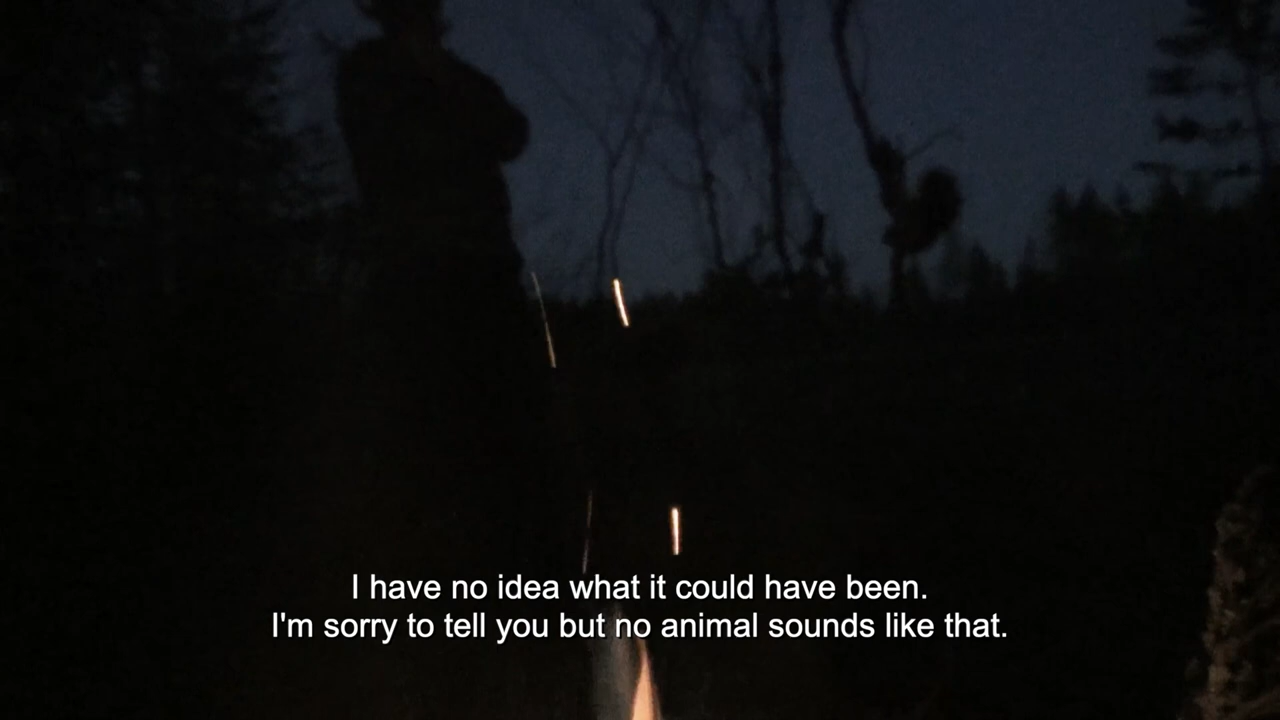 I have no idea what it could have been.
I'm sorry to tell you but no animal sounds like that.